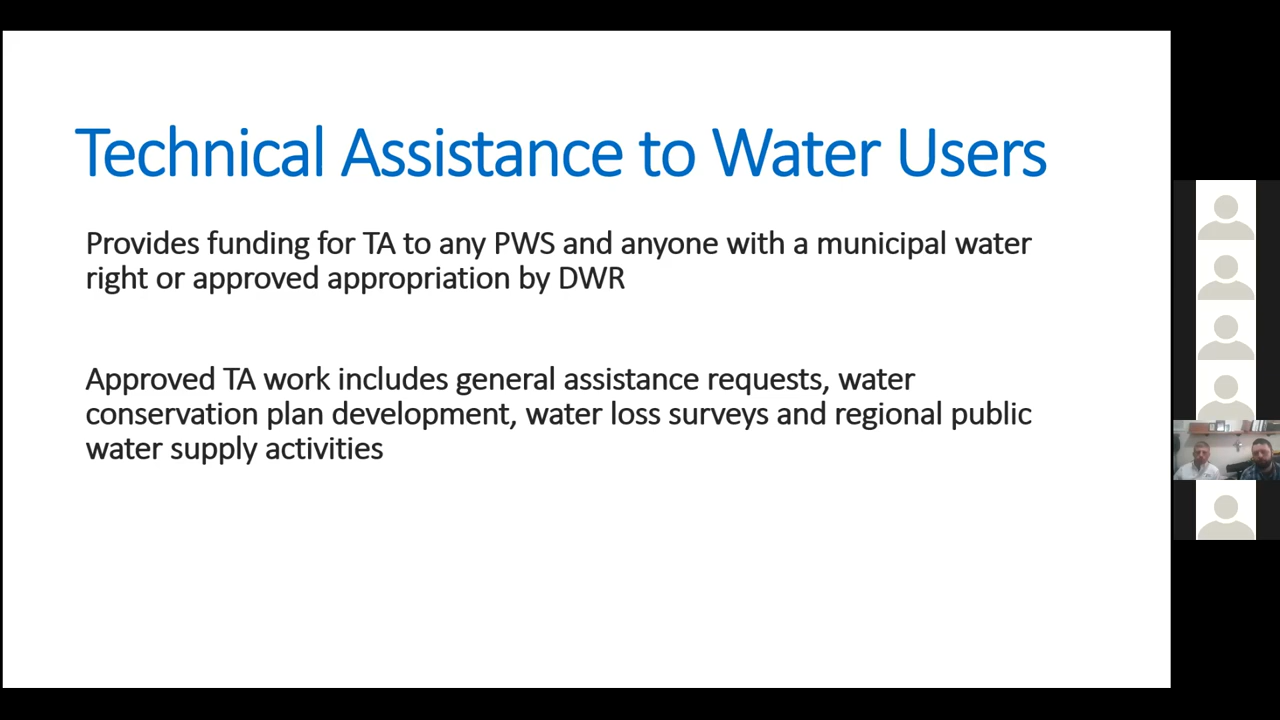 Technical Assistance to Water Users
Provides funding for TA to any PWS and anyone with a municipal water
right or approved appropriation by DWR
Approved TA work includes general assistance requests, water
conservation plan development, water loss surveys and regional public
water supply activities